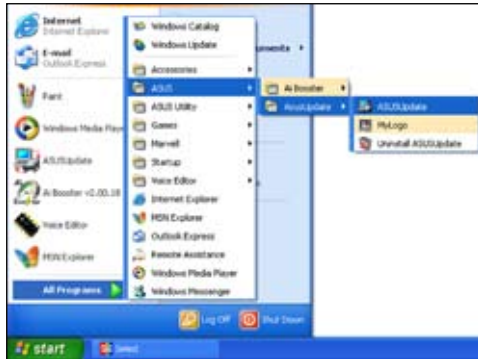 Internet
Internet Explorer
E-mail
Outlook Express
Paint
Windows Media Player
ASUSUpdate
Ai Booster v2.00.18
Voice Editor
MSN Explorer
All Programs
Windows Catalog
Windows Update
Accessories
ASUS
ASUS Utility
Games
Marvell
Startup
Voice Editor
Internet Explorer
MSN Explorer
Outlook Express
Remote Assistance
Windows Media Player
Windows Messenger
Ai Booster
AsusUpdate
ASUSUpdate
MyLogo
Uninstall ASUSUpdate
Log Off
Shut Down
start